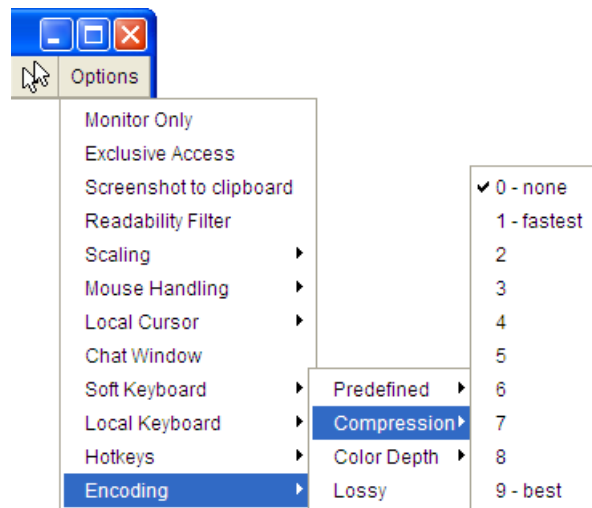 Options
Monitor Only
Exclusive Access
Screenshot to clipboard
Readability Filter
Scaling
Mouse Handling
Local Cursor
Chat Window
Soft Keyboard
Local Keyboard
Hotkeys
Encoding
Predefined
Compression
Color Depth
Lossy
0 - none
1 - fastest
2
3
4
5
6
7
8
9 - best